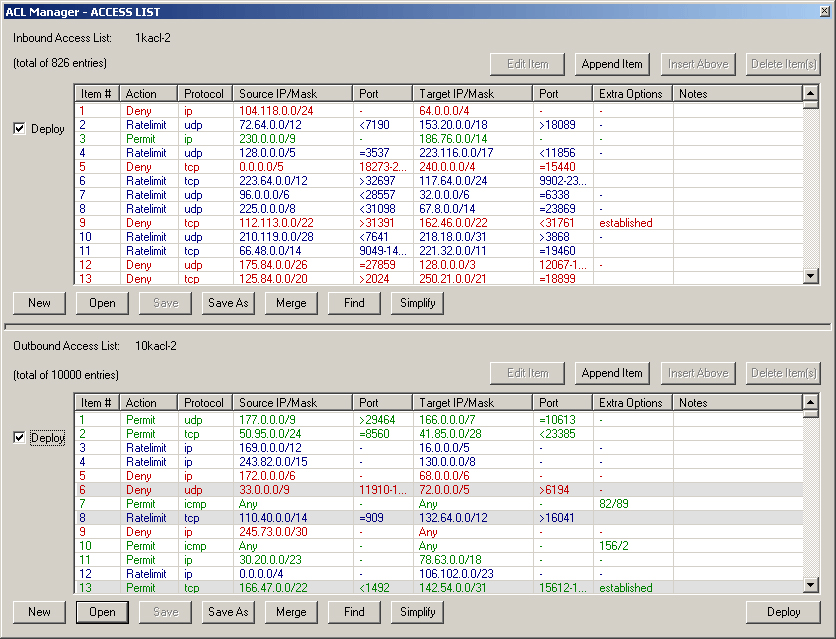 ACL Manager - ACCESS LIST
Inbound Access List: 1kacl-2
(total of 826 entries)
Edit Item Append Item Insert Above Delete Item(s)
Deploy
Item # Action Protocol Source IP/Mask Port Target IP/Mask Port Extra Options Notes
1 Deny ip 104.118.0.0/24 - 64.0.0.0/4 - -
2 Ratelimit udp 72.64.0.0/12 <7190 153.20.0.0/18 >18089 -
3 Permit ip 230.0.0.0/9 - 186.76.0.0/14 - -
4 Ratelimit udp 128.0.0.0/5 =3537 223.116.0.0/17 <11856 -
5 Deny tcp 0.0.0.0/5 18273-2... 240.0.0.0/4 =15440
6 Ratelimit tcp 223.64.0.0/12 >32697 117.64.0.0/24 9902-23...
7 Ratelimit udp 96.0.0.0/6 <28557 32.0.0.0/6 =6338 -
8 Ratelimit udp 225.0.0.0/8 <31098 67.8.0.0/14 =23869 -
9 Deny tcp 112.113.0.0/22 >31391 162.46.0.0/22 <31761 established
10 Ratelimit udp 210.119.0.0/28 <7641 218.18.0.0/31 >3868 -
11 Ratelimit tcp 66.48.0.0/14 9049-14... 221.32.0.0/11 =19460
12 Deny udp 175.84.0.0/26 =27859 128.0.0.0/3 12067-1... -
13 Deny tcp 125.84.0.0/20 >2024 250.21.0.0/21 =18899
New Open Save Save As Merge Find Simplify
Outbound Access List: 10kacl-2
(total of 10000 entries)
Edit Item Append Item Insert Above Delete Item(s)
Deploy
Item # Action Protocol Source IP/Mask Port Target IP/Mask Port Extra Options Notes
1 Permit udp 177.0.0.0/9 >29464 166.0.0.0/7 =10613 -
2 Permit tcp 50.95.0.0/24 =8560 41.85.0.0/28 <23385
3 Ratelimit ip 169.0.0.0/12 - 16.0.0.0/5 - -
4 Ratelimit ip 243.82.0.0/15 - 130.0.0.0/8 - -
5 Deny ip 172.0.0.0/6 - 68.0.0.0/6 - -
6 Deny udp 33.0.0.0/9 11910-1... 72.0.0.0/5 >6194 -
7 Permit icmp Any - Any - 82/89
8 Ratelimit tcp 110.40.0.0/14 =909 132.64.0.0/12 >16041
9 Deny ip 245.73.0.0/30 - Any - -
10 Permit icmp Any - Any - 156/2
11 Permit ip 30.20.0.0/23 - 78.63.0.0/18 - -
12 Ratelimit ip 0.0.0.0/4 - 106.102.0.0/23 - -
13 Permit tcp 166.47.0.0/22 <1492 142.54.0.0/31 15612-1... established
New Open Save Save As Merge Find Simplify Deploy